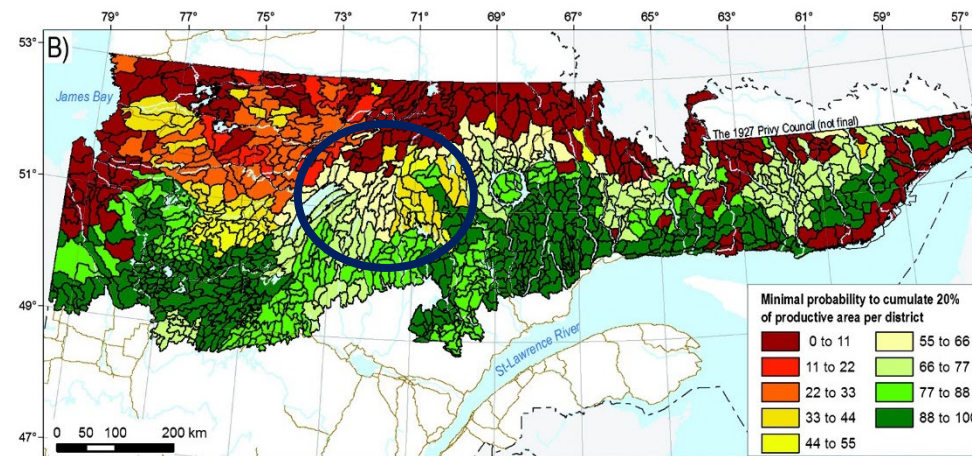 79° 77° 75° 73° 71° 69° 67° 65° 63° 61° 59° 57°
53°
B)
James Bay
The 1927 Privy Council (not final)
51°
51°
49°
49°
St-Lawrence River
47°
0 50 100 200 km
Minimal probability to cumulate 20%
of productive area per district
0 to 11
11 to 22
22 to 33
33 to 44
44 to 55
55 to 66
66 to 77
77 to 88
88 to 100